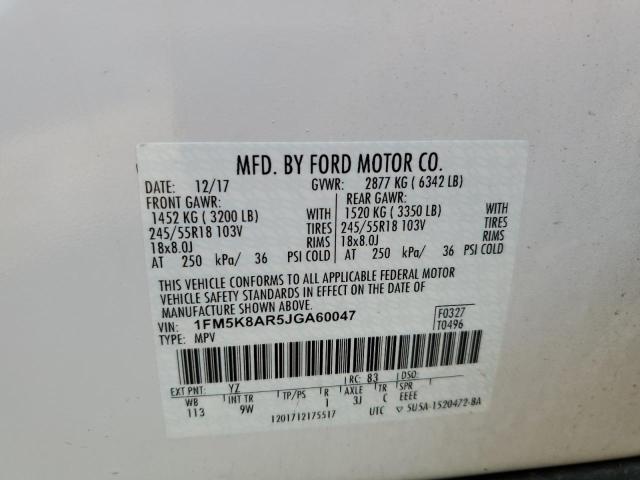 MFD. BY FORD MOTOR CO.
DATE: 12/17 GVWR: 2877 KG ( 6342 LB)
FRONT GAWR: REAR GAWR:
1452 KG ( 3200 LB) WITH 1520 KG ( 3350 LB) WITH
245/55R18 103V TIRES 245/55R18 103V TIRES
18x8.0J RIMS 18x8.0J RIMS
AT 250 kPa/ 36 PSI COLD AT 250 kPa/ 36 PSI COLD
THIS VEHICLE CONFORMS TO ALL APPLICABLE FEDERAL MOTOR
VEHICLE SAFETY STANDARDS IN EFFECT ON THE DATE OF
MANUFACTURE SHOWN ABOVE.
VIN: 1FM5K8AR5JGA60047 F0327
TYPE: MPV T0496
EXT PNT: YZ RC: 83 DSO:
WB INT TR TP/PS R AXLE TR SPR
113 9W I 3J C EEEE
1201712175517 UTC ▽ 5USA-1520472-BA